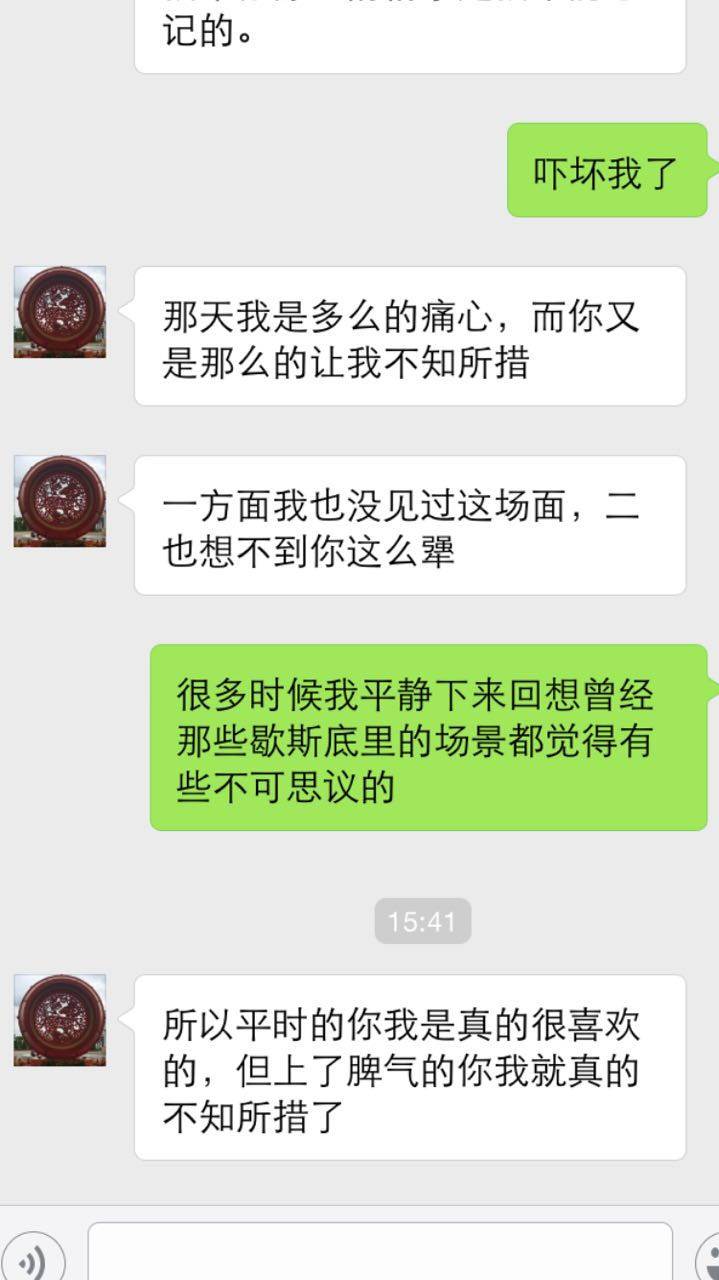 记的。
吓坏我了
那天我是多么的痛心，而你又
是那么的让我不知所措
一方面我也没见过这场面，二
也想不到你这么犟
很多时候我平静下来回想曾经
那些歇斯底里的场景都觉得有
些不可思议的
15:41
所以平时的你我是真的很喜欢
的，但上了脾气的你我就真的
不知所措了